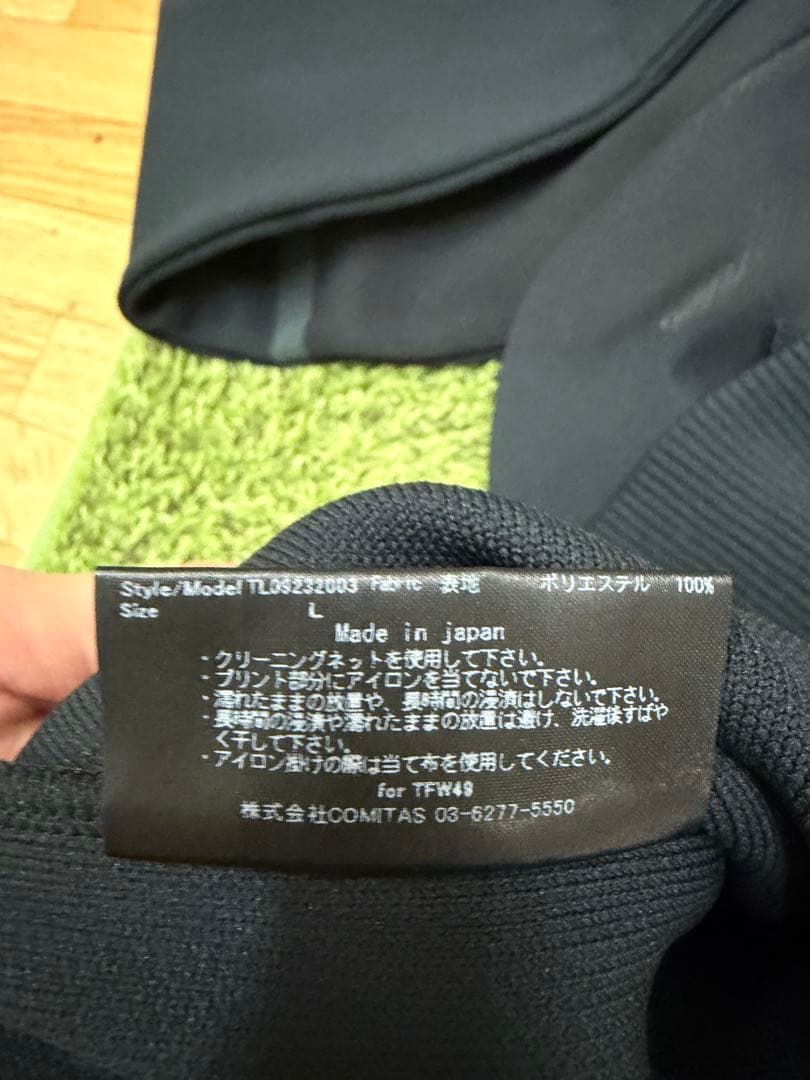 Style/Model TL09232003 Fabric 表地 ポリエステル 100%
Size L
Made in japan
・クリーニングネットを使用して下さい。
・プリント部分にアイロンを当てないで下さい。
・濡れたままの放置や、長時間の浸漬はしないで下さい。
・長時間の浸漬や濡れたままの放置は避け、洗濯後すばや
く干して下さい。
・アイロン掛けの際は当て布を使用してください。
for TFW49
株式会社COMITAS 03-6277-5550